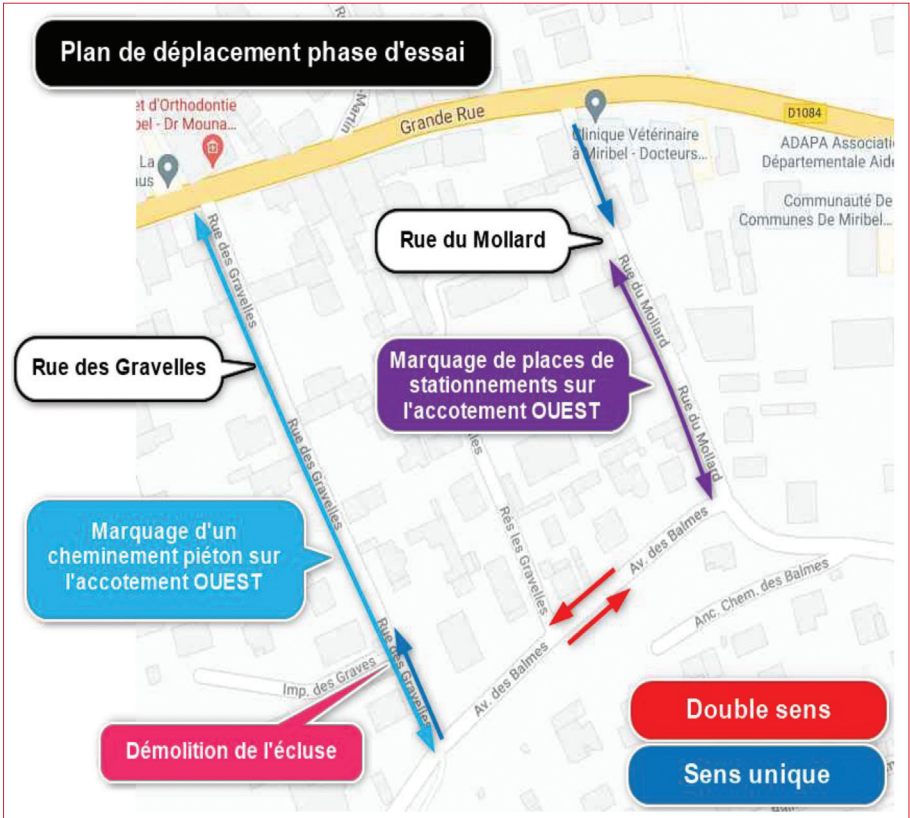 Plan de déplacement phase d'essai
et d'Orthodontie
bel - Dr Mouna...
La
aus
Martin
Grande Rue
Clinique Vétérinaire
à Miribel - Docteurs...
D1084
ADAPA Associati
Départementale Aide
Communauté De
Communes De Miribel...
Rue des Gravelles
Rue du Mollard
Rue du Mollard
Rue des Gravelles
Marquage de places de
stationnements sur
l'accotement OUEST
Rue du Mollard
Rue des Gravelles
lles
Rés les Gravelles
Marquage d'un
cheminement piéton sur
l'accotement OUEST
Av. des Balmes
Anc. Chem. des Balmes
Rue des Gravelles
Imp. des Graves
Av. des Balmes
Démolition de l'écluse
Double sens
Sens unique